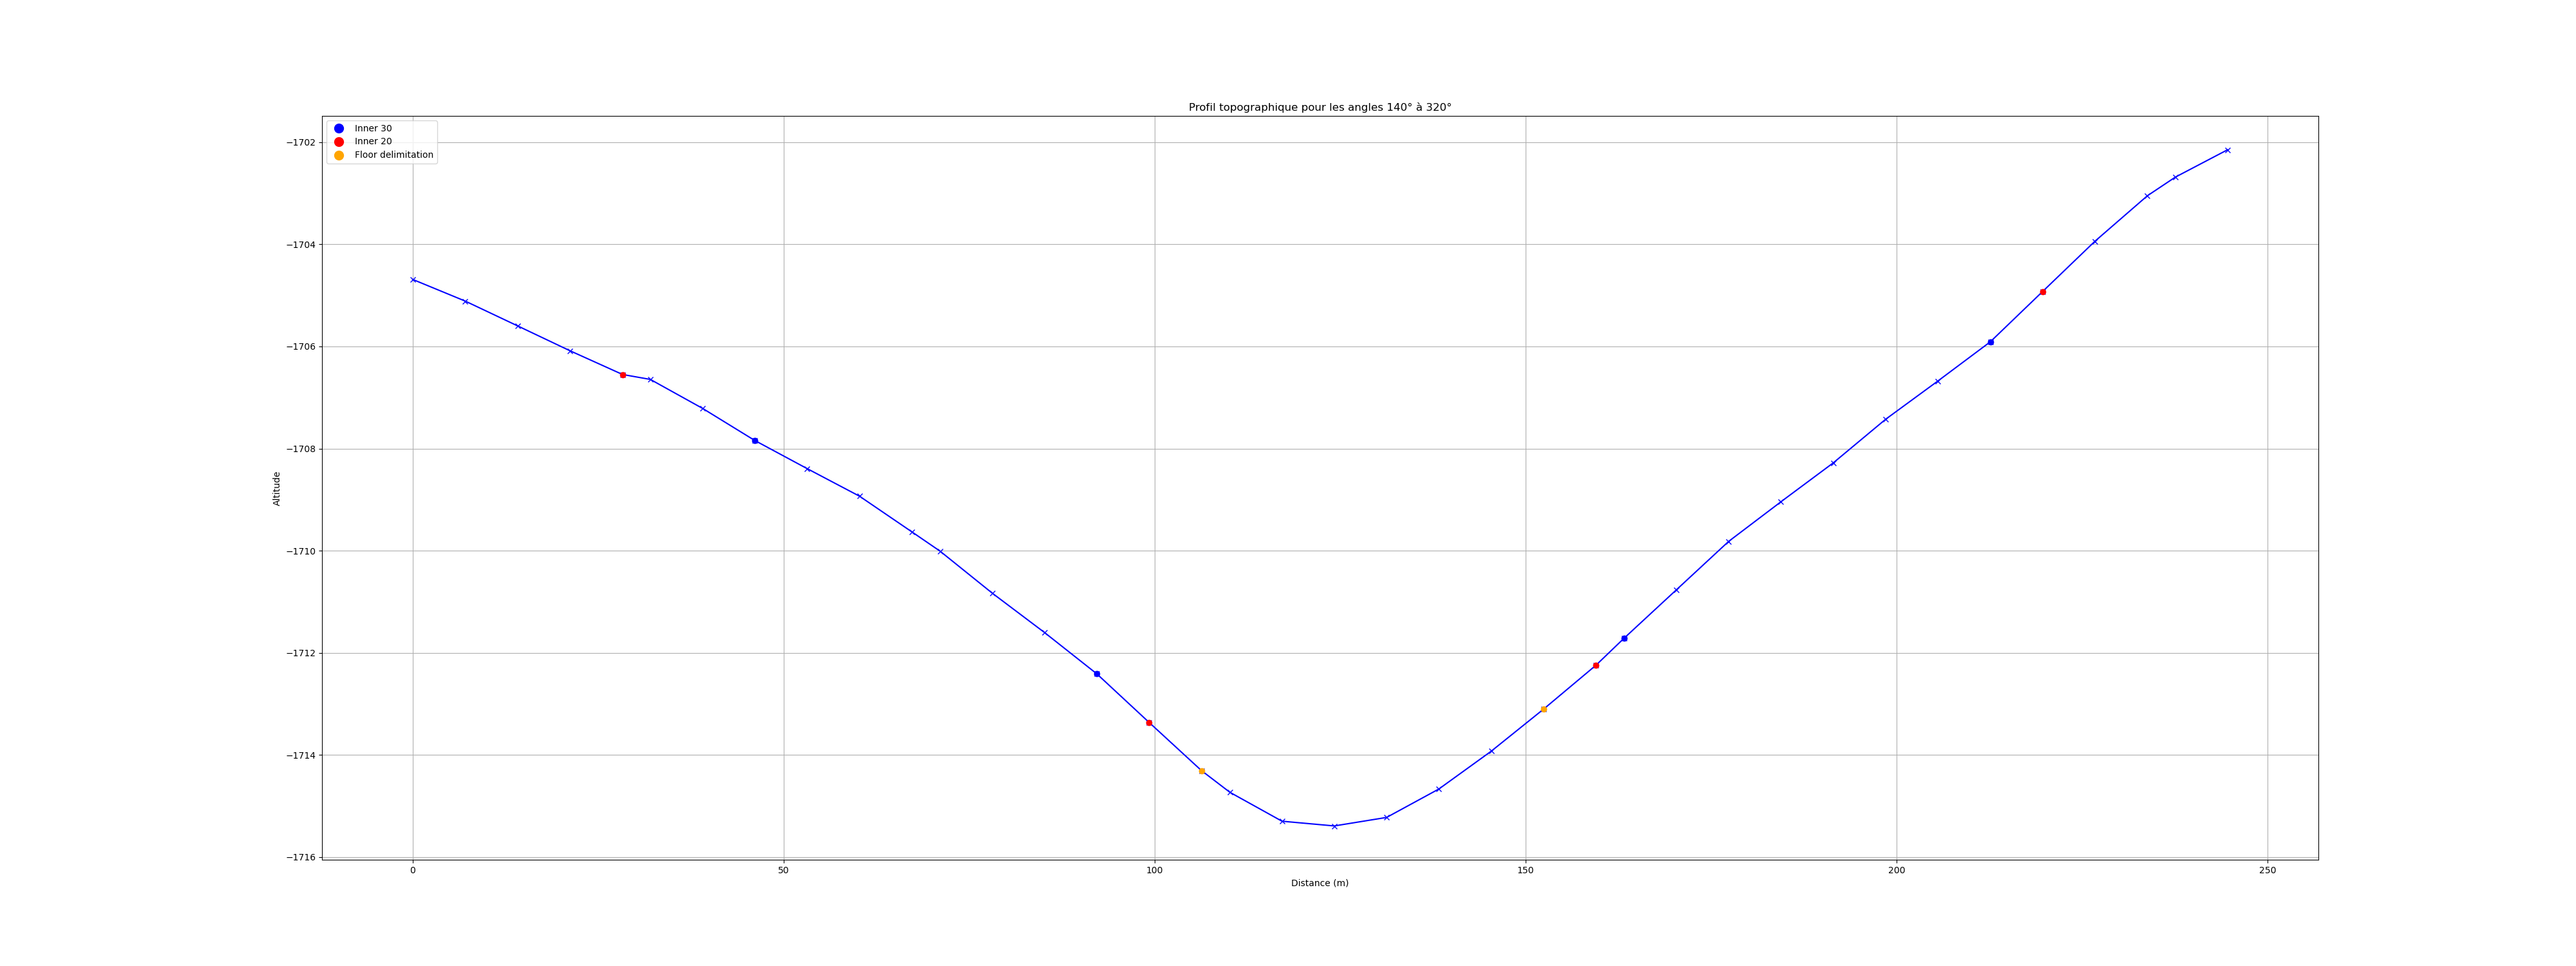 Profil topographique pour les angles 140° à 320°
Inner 30
Inner 20
Floor delimitation
−1702
−1704
−1706
−1708
−1710
−1712
−1714
−1716
Altitude
0 50 100 150 200 250
Distance (m)